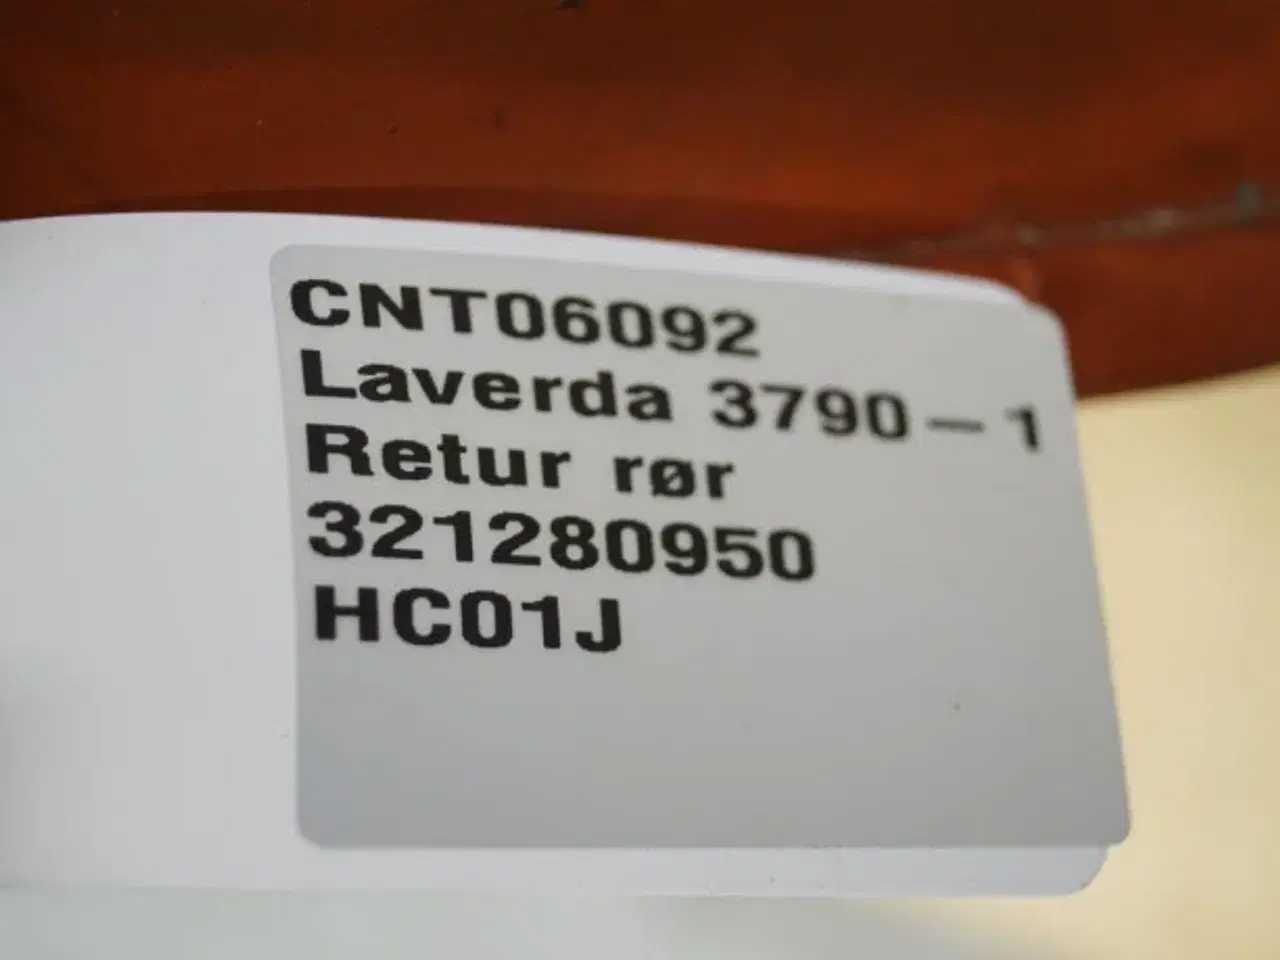 CNT06092
Laverda 3790-1
Retur rør
321280950
HC01J